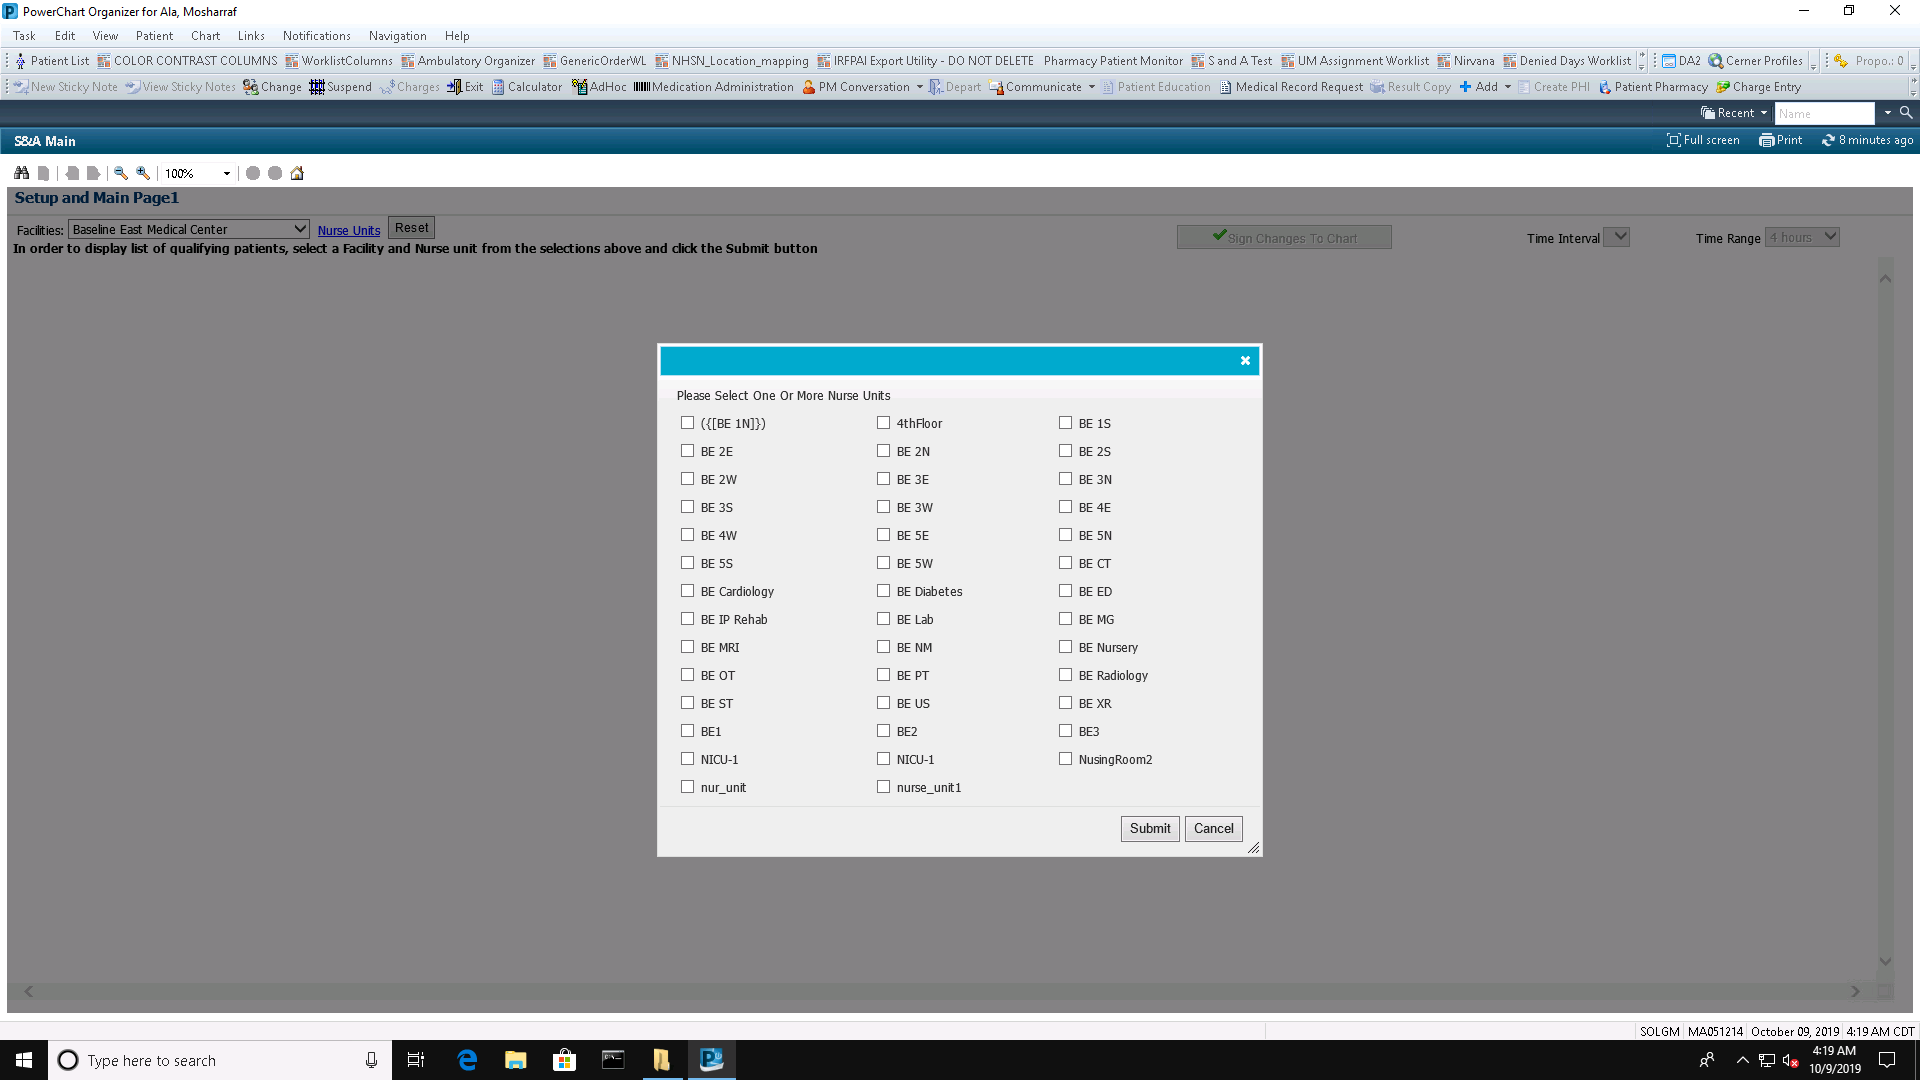 PowerChart Organizer for Ala, Mosharraf
Task Edit View Patient Chart Links Notifications Navigation Help
Patient List COLOR CONTRAST COLUMNS WorklistColumns Ambulatory Organizer GenericOrderWL NHSN_Location_mapping IRFPAI Export Utility - DO NOT DELETE Pharmacy Patient Monitor S and A Test UM Assignment Worklist Nirvana Denied Days Worklist DA2 Cerner Profiles Propo.: 0
New Sticky Note View Sticky Notes Change Suspend Charges Exit Calculator AdHoc Medication Administration PM Conversation Depart Communicate Patient Education Medical Record Request Result Copy Add Create PHI Patient Pharmacy Charge Entry
Recent Name
S&A Main Full screen Print 8 minutes ago
100%
Setup and Main Page1
Facilities: Baseline East Medical Center Nurse Units Reset
In order to display list of qualifying patients, select a Facility and Nurse unit from the selections above and click the Submit button
Sign Changes To Chart Time Interval Time Range 4 hours
Please Select One Or More Nurse Units
({[BE 1N]}) 4thFloor BE 1S
BE 2E BE 2N BE 2S
BE 2W BE 3E BE 3N
BE 3S BE 3W BE 4E
BE 4W BE 5E BE 5N
BE 5S BE 5W BE CT
BE Cardiology BE Diabetes BE ED
BE IP Rehab BE Lab BE MG
BE MRI BE NM BE Nursery
BE OT BE PT BE Radiology
BE ST BE US BE XR
BE1 BE2 BE3
NICU-1 NICU-1 NusingRoom2
nur_unit nurse_unit1
Submit Cancel
SOLGM MA051214 October 09, 2019 4:19 AM CDT
Type here to search
4:19 AM
10/9/2019